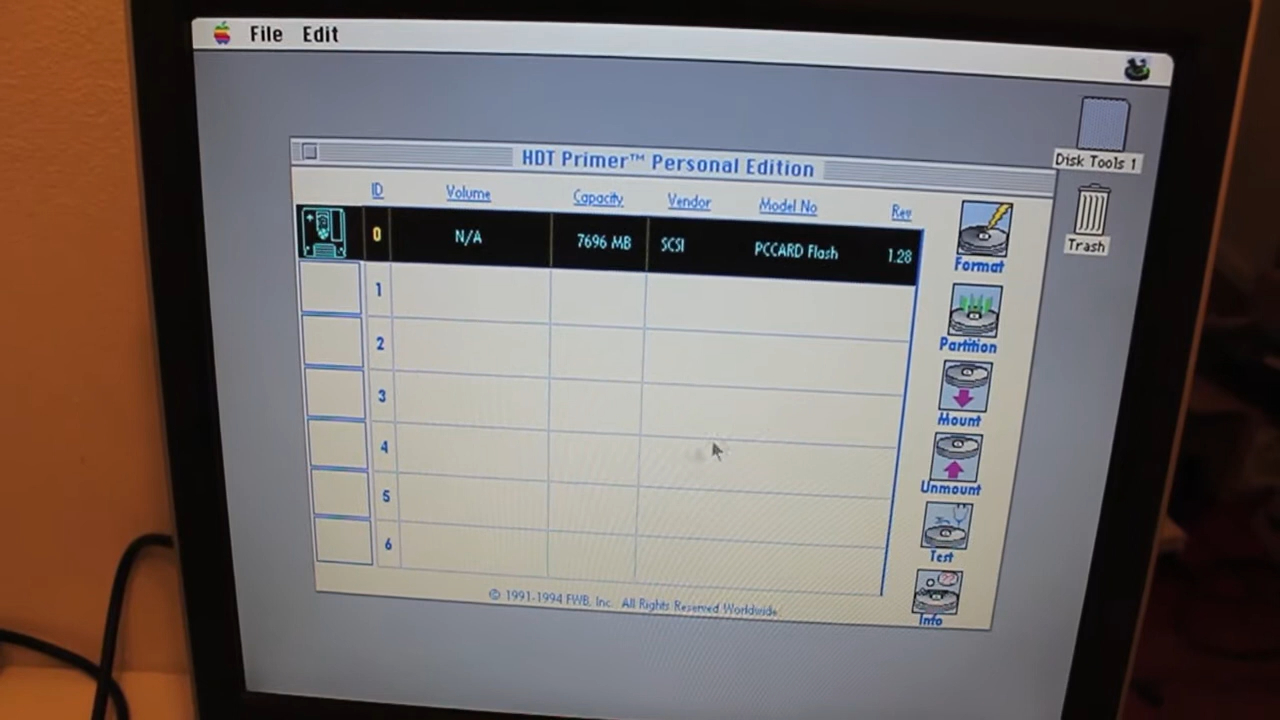 File Edit
Disk Tools 1
HDT Primer™ Personal Edition
ID Volume Capacity Vendor Model No Rev
0 N/A 7696 MB SCSI PCCARD Flash 1.28
1
2
3
4
5
6
Format
Partition
Mount
Unmount
Test
Info
Trash
© 1991-1994 FWB, Inc. All Rights Reserved Worldwide